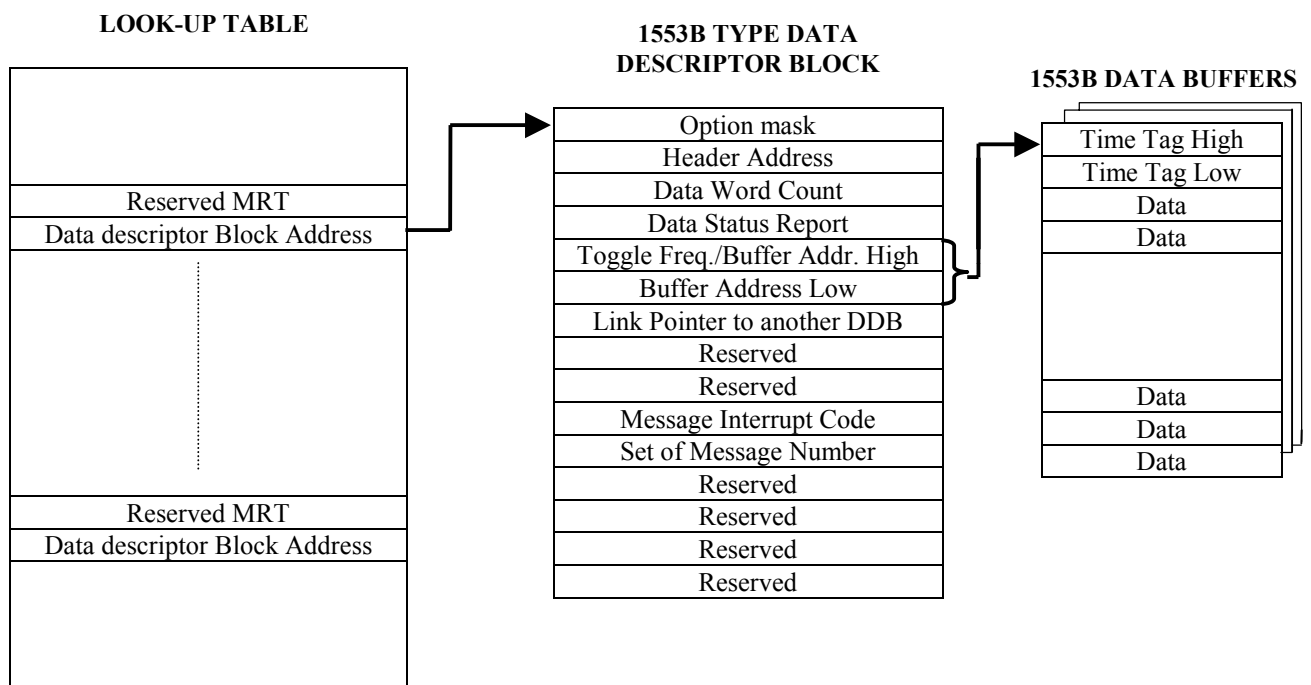 LOOK-UP TABLE
Reserved MRT
Data descriptor Block Address
Reserved MRT
Data descriptor Block Address
1553B TYPE DATA
DESCRIPTOR BLOCK
Option mask
Header Address
Data Word Count
Data Status Report
Toggle Freq./Buffer Addr. High
Buffer Address Low
Link Pointer to another DDB
Reserved
Reserved
Message Interrupt Code
Set of Message Number
Reserved
Reserved
Reserved
Reserved
1553B DATA BUFFERS
Time Tag High
Time Tag Low
Data
Data
Data
Data
Data